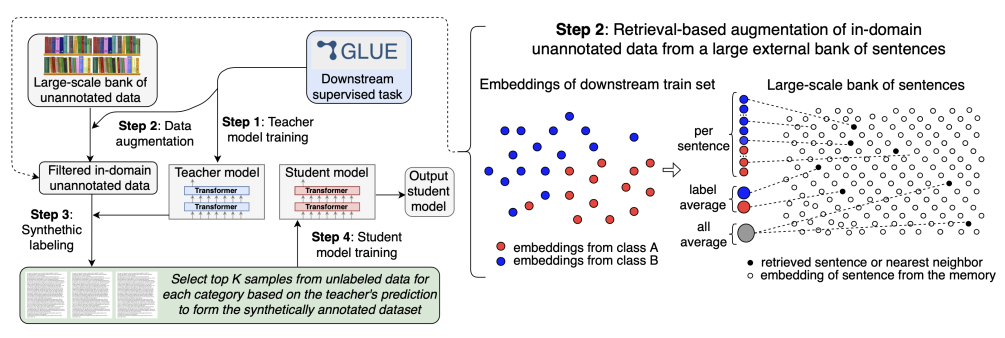 Large-scale bank of
unannotated data
GLUE
Downstream
supervised task
Step 2: Data
augmentation
Step 1: Teacher
model training
Filtered in-domain
unannotated data
Teacher model
Transformer
Transformer
Student model
Transformer
Transformer
Output
student
model
Step 3:
Synthethic
labeling
Step 4: Student
model training
Select top K samples from unlabeled data for
each category based on the teacher's prediction
to form the synthetically annotated dataset
Step 2: Retrieval-based augmentation of in-domain
unannotated data from a large external bank of sentences
Embeddings of downstream train set
embeddings from class A
embeddings from class B
Large-scale bank of sentences
per
sentence
label
average
all
average
retrieved sentence or nearest neighbor
embedding of sentence from the memory